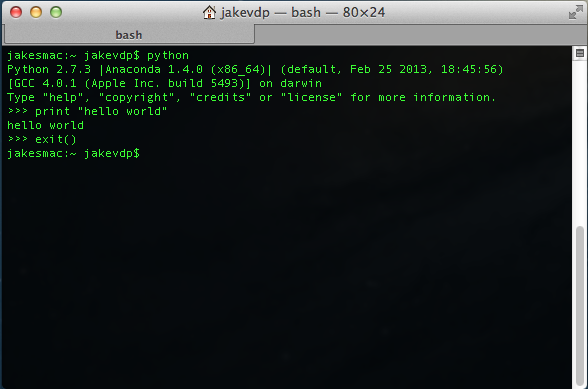 jakevdp — bash — 80×24
bash
jakesmac:~ jakevdp$ python
Python 2.7.3 |Anaconda 1.4.0 (x86_64)| (default, Feb 25 2013, 18:45:56)
[GCC 4.0.1 (Apple Inc. build 5493)] on darwin
Type "help", "copyright", "credits" or "license" for more information.
>>> print "hello world"
hello world
>>> exit()
jakesmac:~ jakevdp$